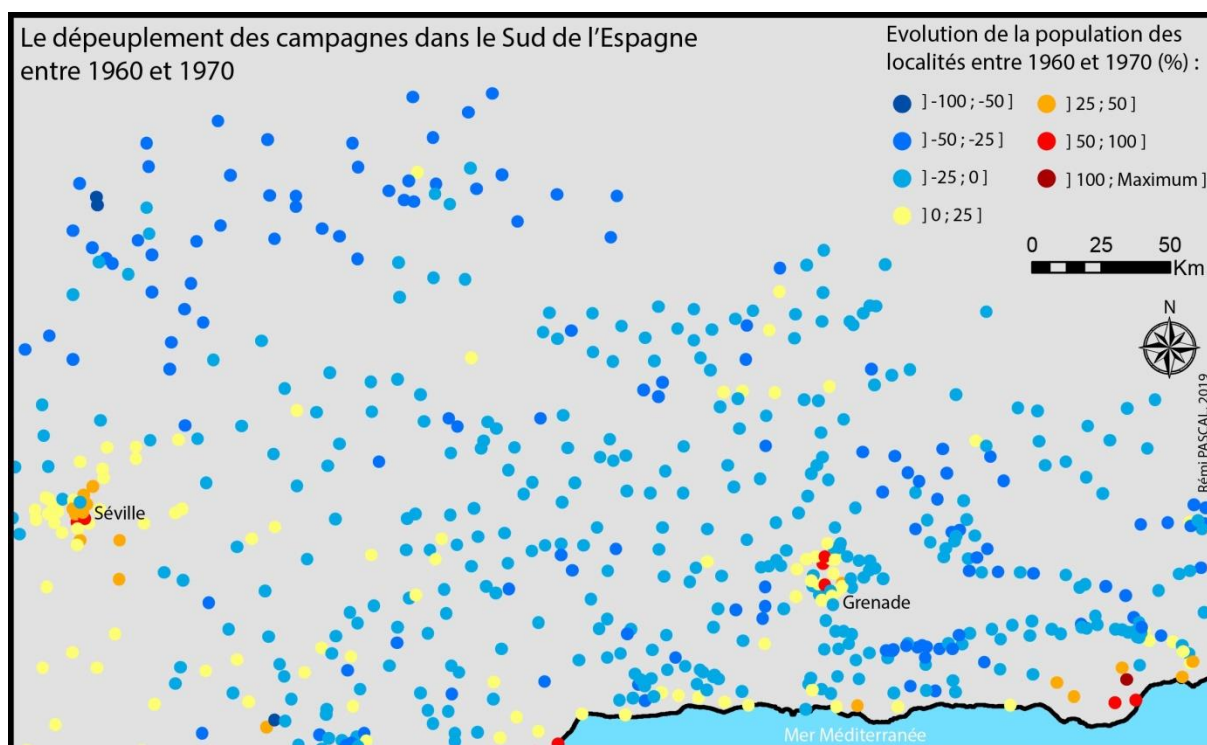 Le dépeuplement des campagnes dans le Sud de l'Espagne
entre 1960 et 1970
Evolution de la population des
localités entre 1960 et 1970 (%) :
] -100 ; -50 ]
] 25 ; 50 ]
] -50 ; -25 ]
] 50 ; 100 ]
] -25 ; 0 ]
] 100 ; Maximum ]
] 0 ; 25 ]
0 25 50
Km
N
Rémi PASCAL, 2019
Séville
Grenade
Mer Méditerranée